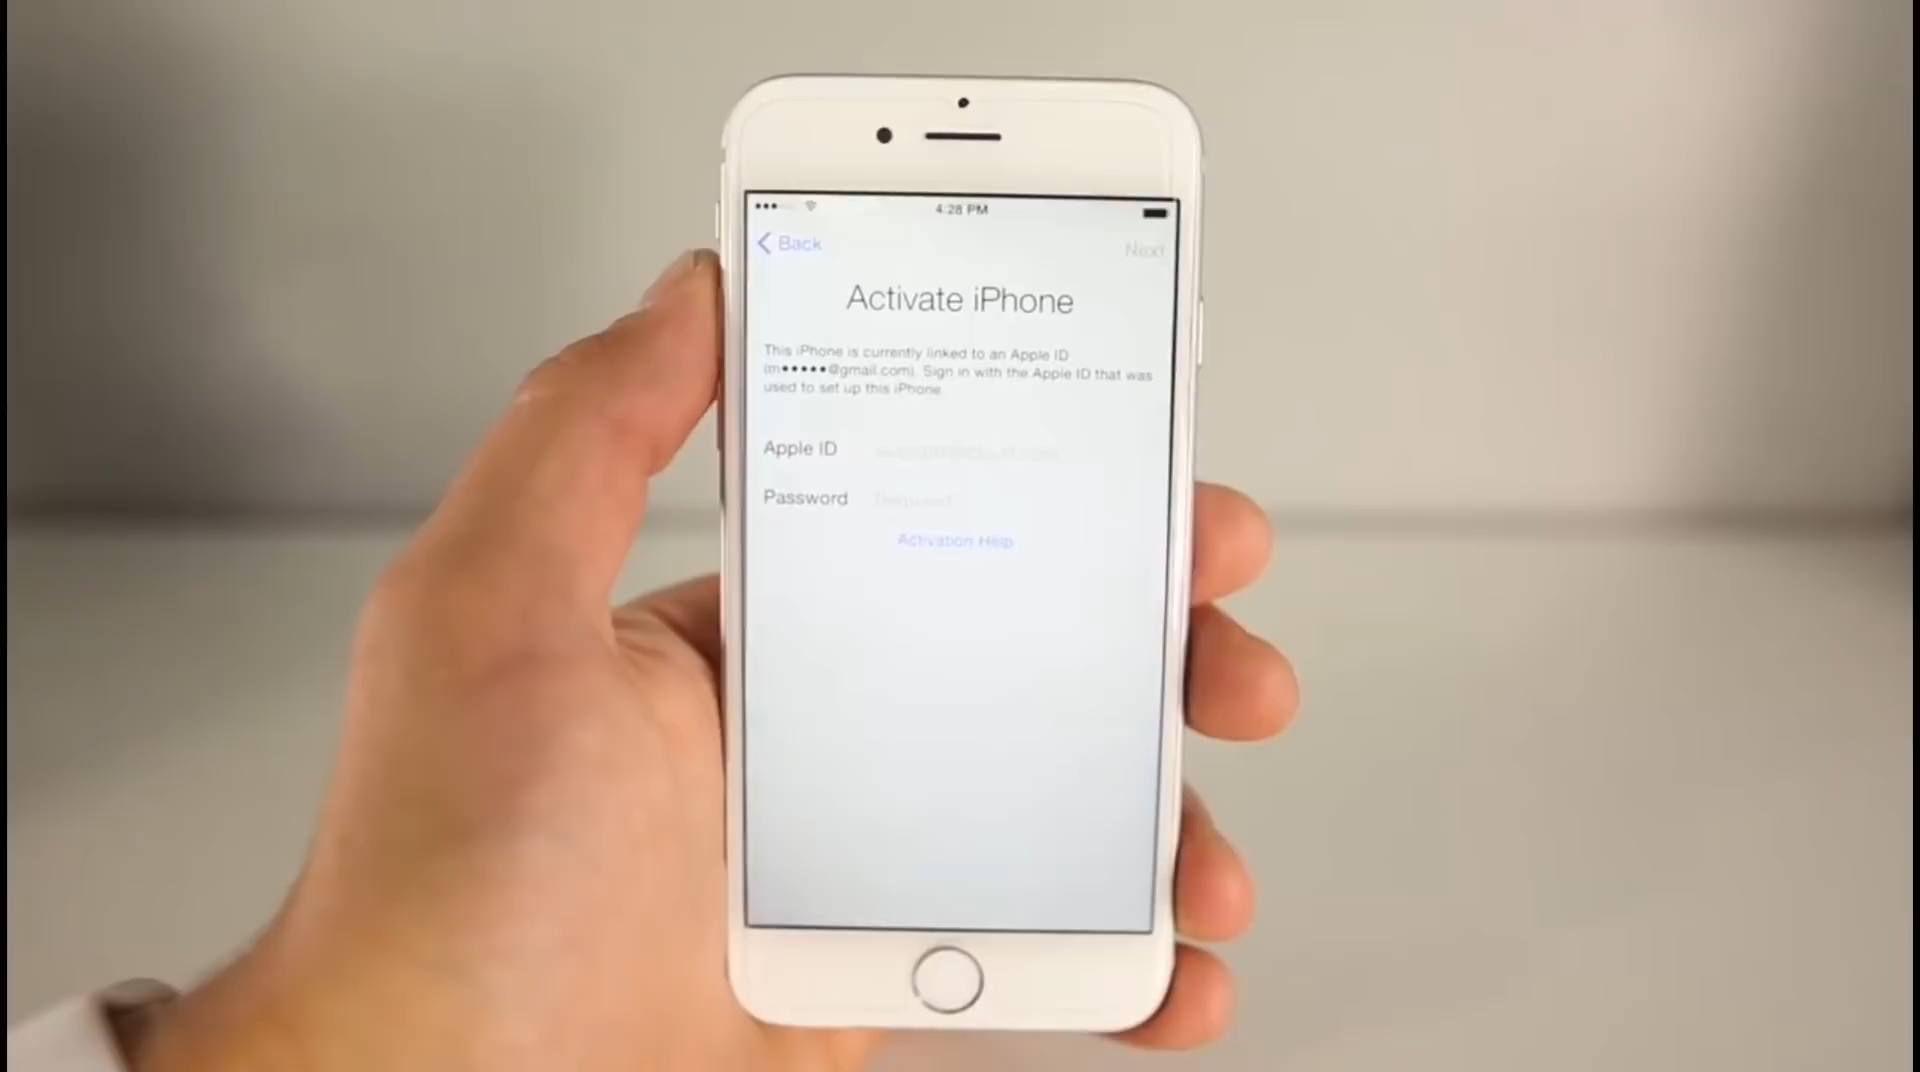 4:28 PM
Back
Next
Activate iPhone
This iPhone is currently linked to an Apple ID
(m•••••@gmail.com). Sign in with the Apple ID that was
used to set up this iPhone.
Apple ID
Password Required
Activation Help